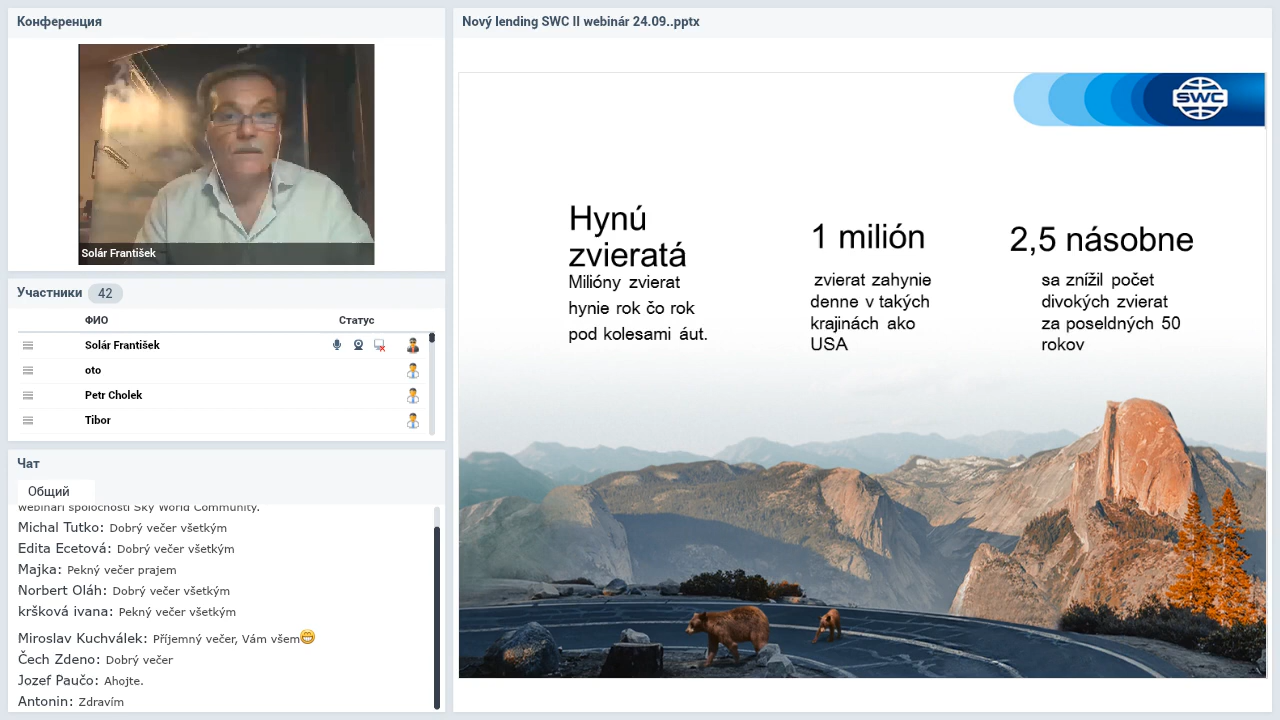 Конференция
Solár František
Участники 42
ФИО Статус
Solár František
oto
Petr Cholek
Tibor
Чат
Общий
webinári spoločnosti Sky World Community.
Michal Tutko: Dobrý večer všetkým
Edita Ecetová: Dobrý večer všetkým
Majka: Pekný večer prajem
Norbert Oláh: Dobrý večer všetkým
kršková ivana: Pekný večer všetkým
Miroslav Kuchválek: Příjemný večer, Vám všem
Čech Zdeno: Dobrý večer
Jozef Paučo: Ahojte.
Antonin: Zdravím
Nový lending SWC II webinár 24.09..pptx
SWC
Hynú
zvieratá
Milióny zvierat
hynie rok čo rok
pod kolesami áut.
1 milión
zvierat zahynie
denne v takých
krajinách ako
USA
2,5 násobne
sa znížil počet
divokých zvierat
za poseldných 50
rokov